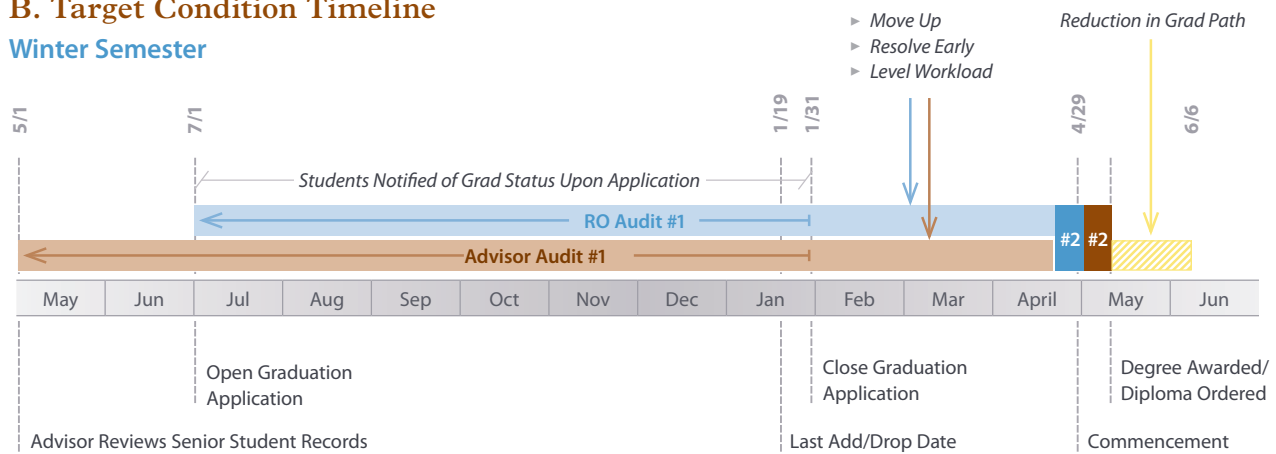 B. Target Condition Timeline
Winter Semester
► Move Up
► Resolve Early
► Level Workload
Reduction in Grad Path
5/1
7/1
1/19
1/31
4/29
6/6
Students Notified of Grad Status Upon Application
RO Audit #1
Advisor Audit #1
#2
#2
May Jun Jul Aug Sep Oct Nov Dec Jan Feb Mar April May Jun
Open Graduation
Application
Close Graduation
Application
Degree Awarded/
Diploma Ordered
Advisor Reviews Senior Student Records
Last Add/Drop Date
Commencement